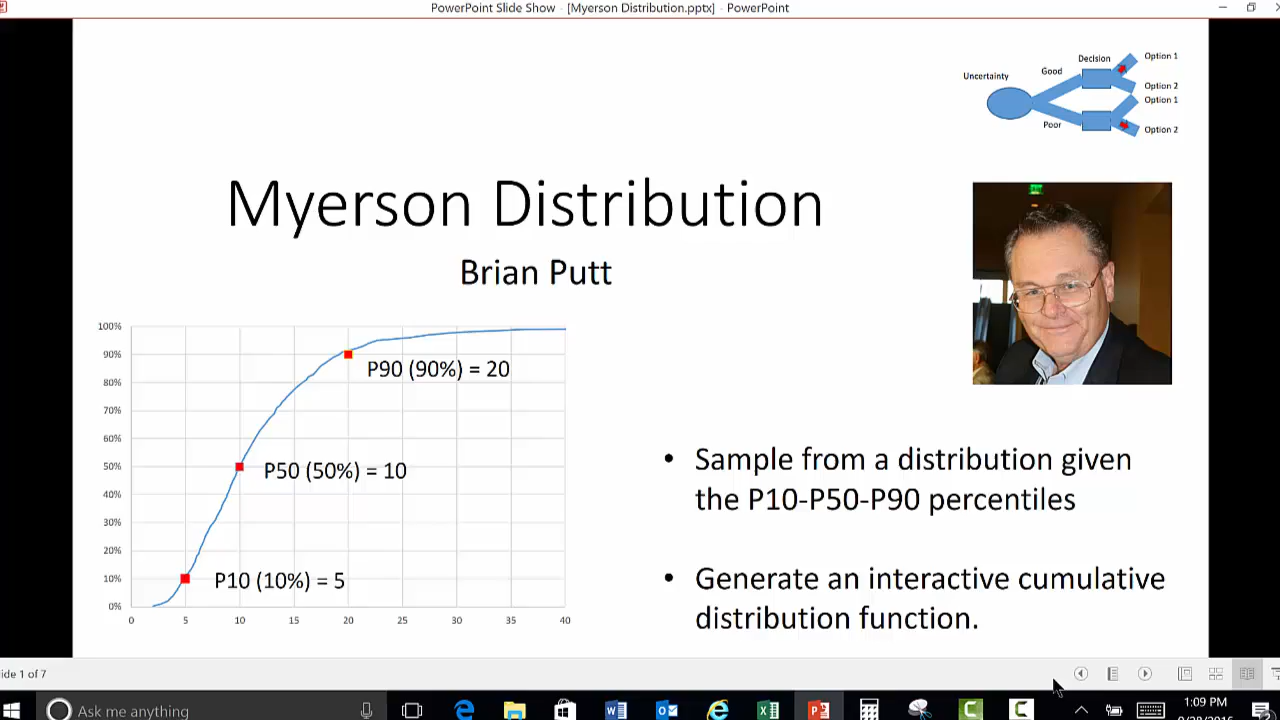 PowerPoint Slide Show - [Myerson Distribution.pptx] - PowerPoint
Decision
Option 1
Good
Uncertainty
Option 2
Option 1
Poor
Option 2
Myerson Distribution
Brian Putt
100%
90%
80%
70%
60%
50%
40%
30%
20%
10%
0%
P90 (90%) = 20
P50 (50%) = 10
P10 (10%) = 5
0 5 10 15 20 25 30 35 40
• Sample from a distribution given
the P10-P50-P90 percentiles
• Generate an interactive cumulative
distribution function.
ide 1 of 7
Ask me anything
1:09 PM